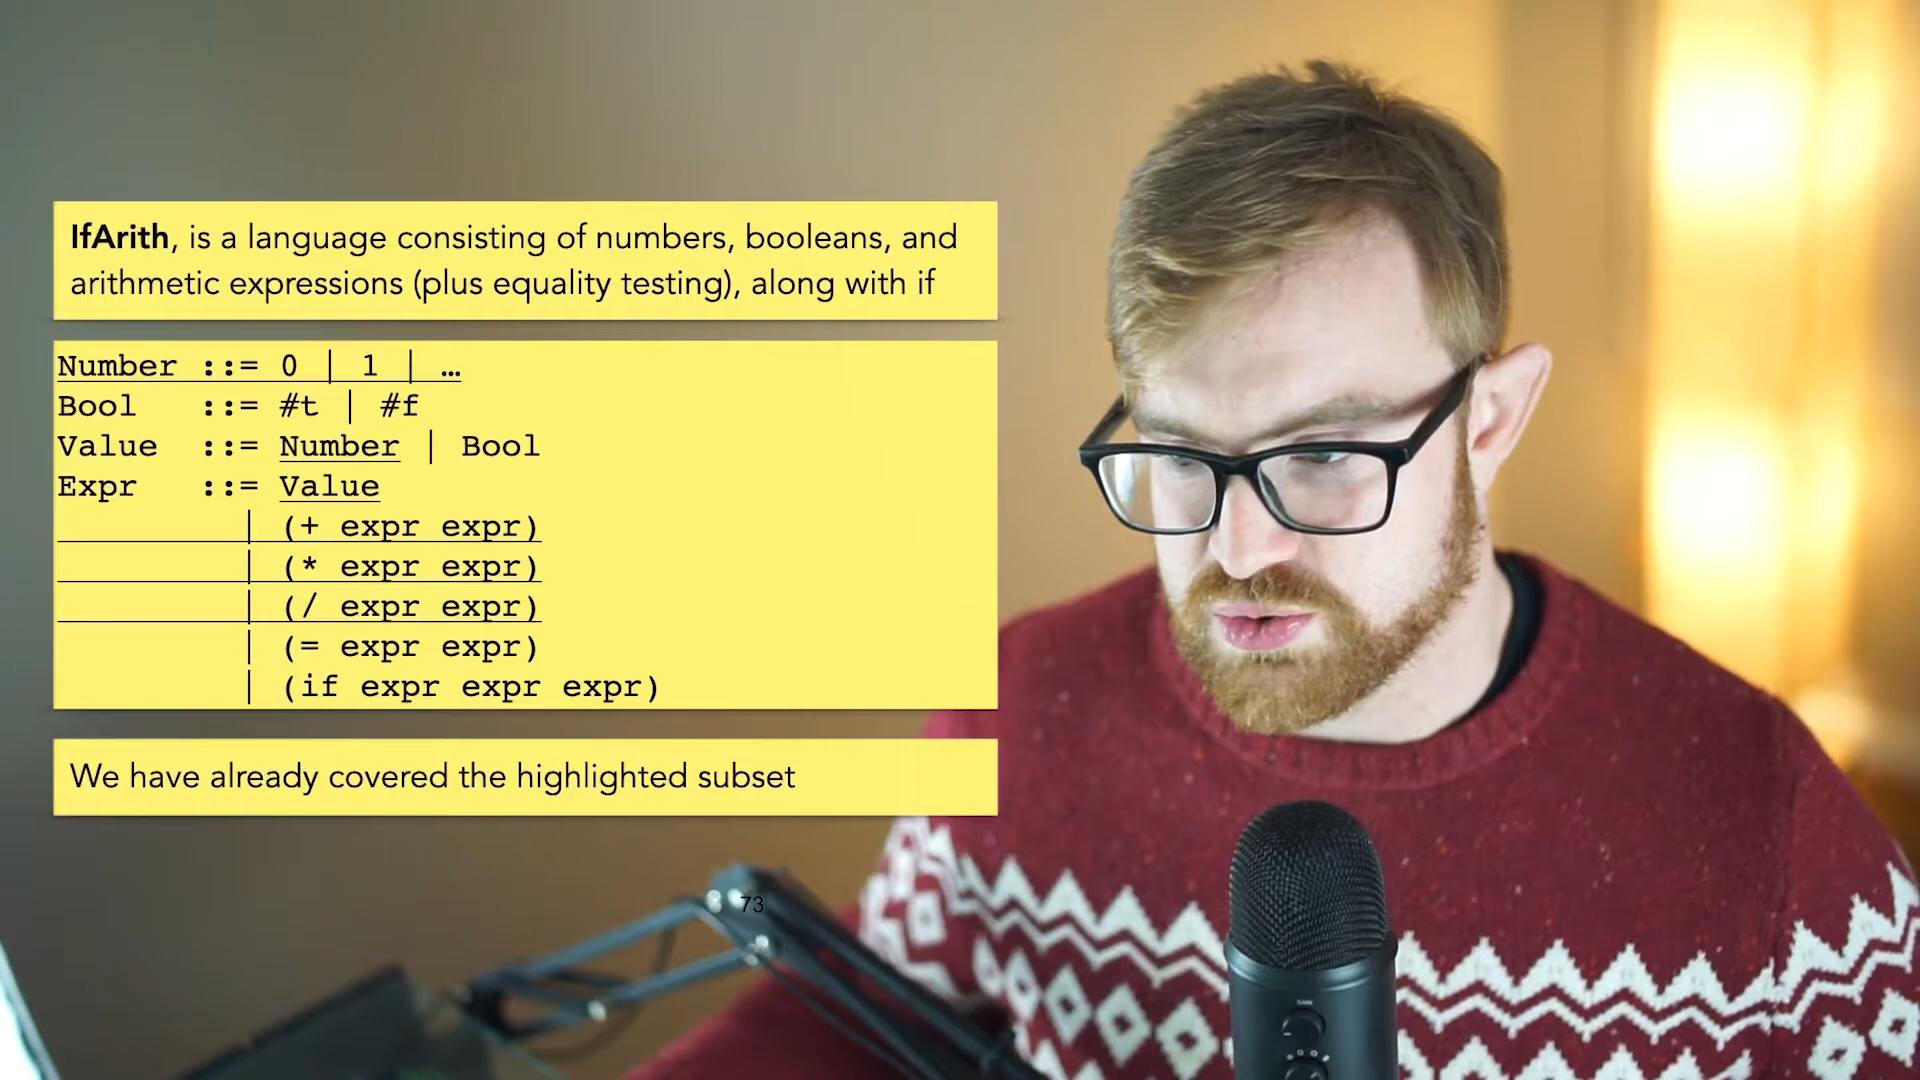 IfArith, is a language consisting of numbers, booleans, and
arithmetic expressions (plus equality testing), along with if
Number ::= 0 | 1 | …
Bool ::= #t | #f
Value ::= Number | Bool
Expr ::= Value
| (+ expr expr)
| (* expr expr)
| (/ expr expr)
| (= expr expr)
| (if expr expr expr)
We have already covered the highlighted subset
73